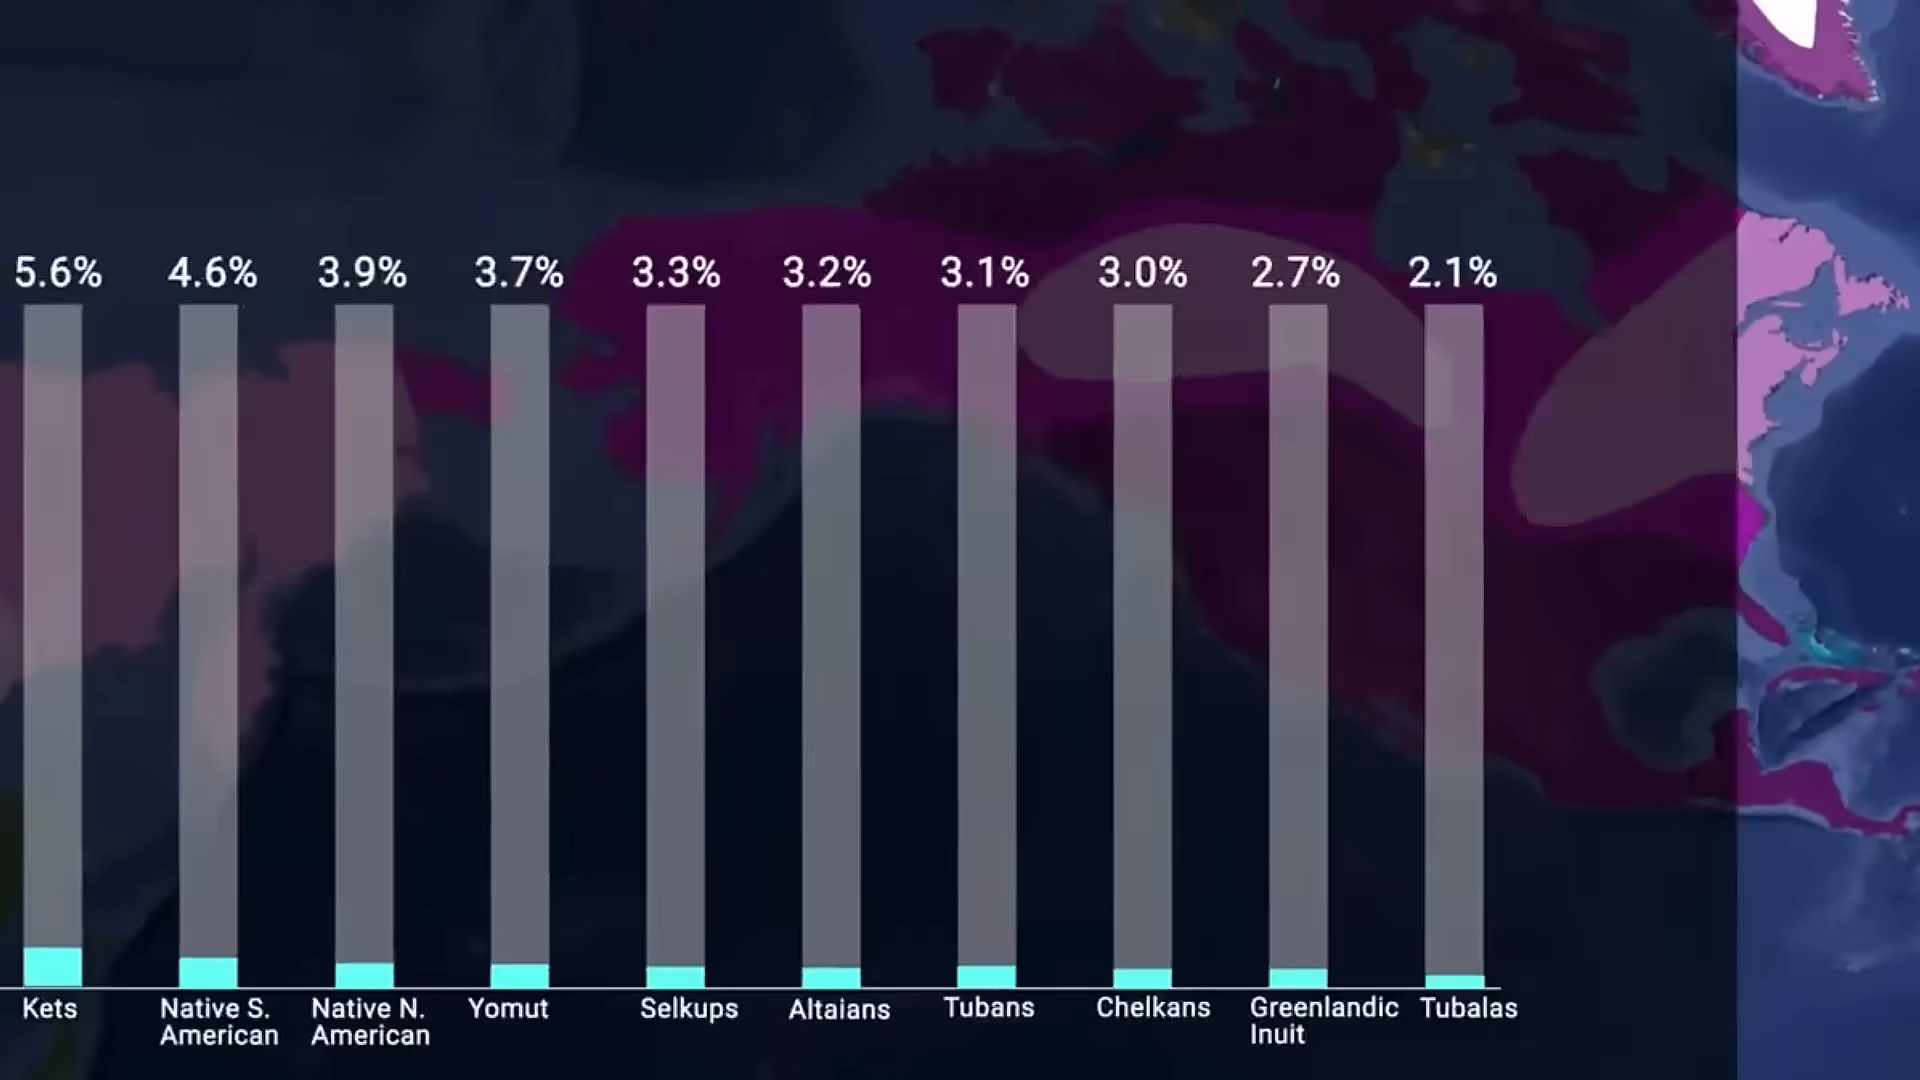 5.6% 4.6% 3.9% 3.7% 3.3% 3.2% 3.1% 3.0% 2.7% 2.1%
Kets
Native S.
American
Native N.
American
Yomut
Selkups
Altaians
Tubans
Chelkans
Greenlandic
Inuit
Tubalas